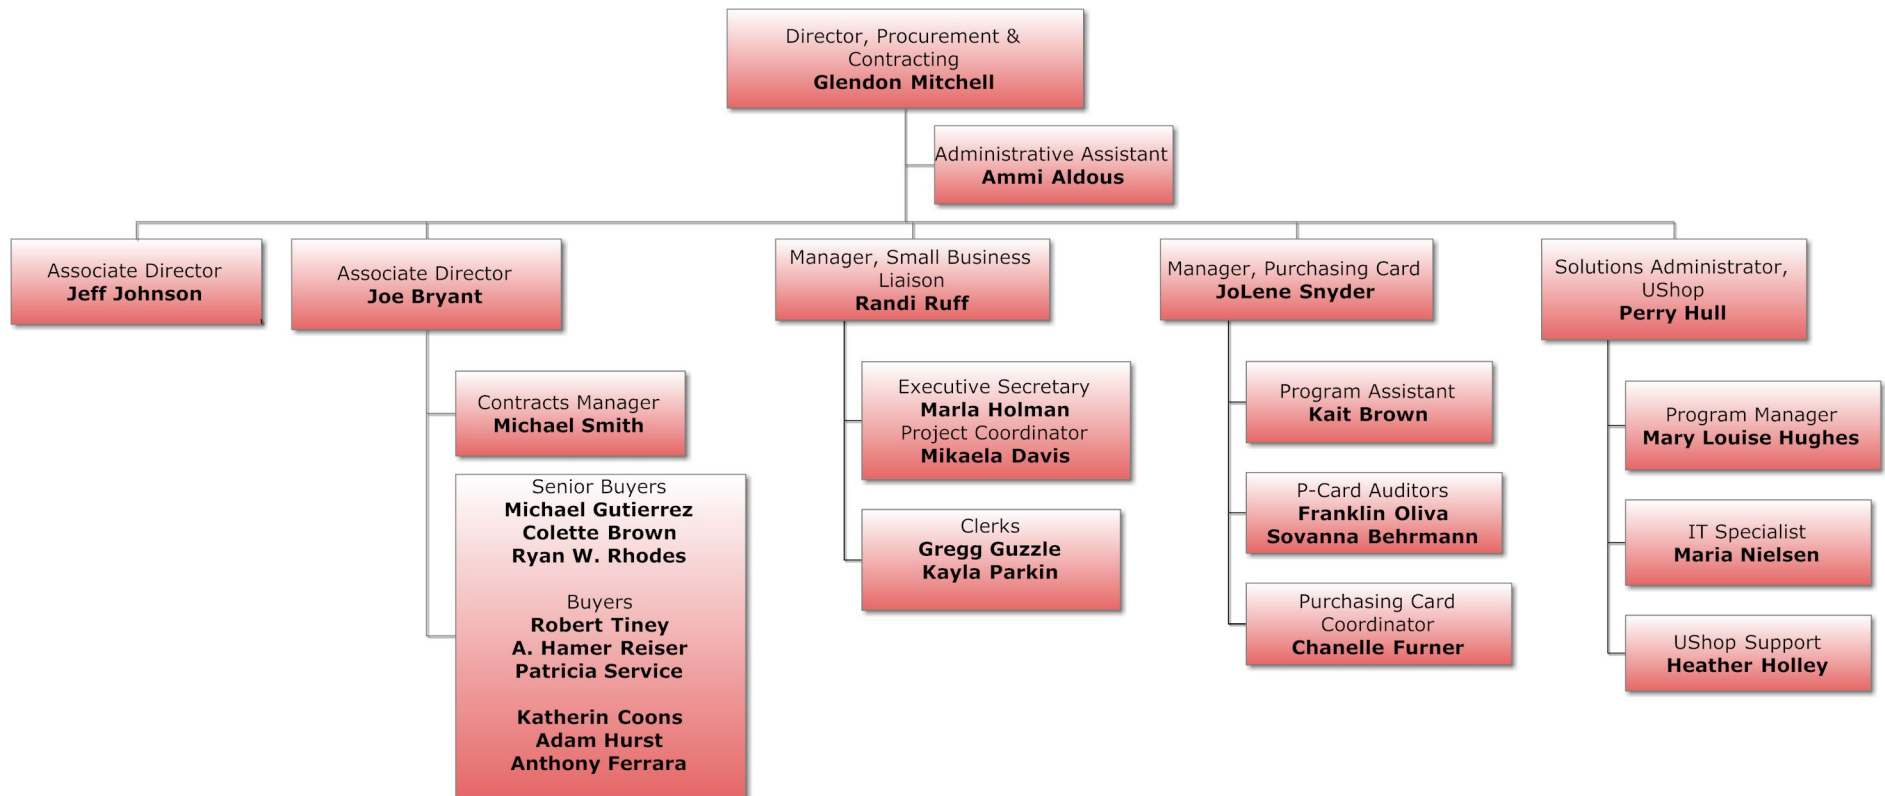 Director, Procurement &
Contracting
Glendon Mitchell
Administrative Assistant
Ammi Aldous
Associate Director
Jeff Johnson
Associate Director
Joe Bryant
Contracts Manager
Michael Smith
Senior Buyers
Michael Gutierrez
Colette Brown
Ryan W. Rhodes
Buyers
Robert Tiney
A. Hamer Reiser
Patricia Service
Katherin Coons
Adam Hurst
Anthony Ferrara
Manager, Small Business
Liaison
Randi Ruff
Executive Secretary
Marla Holman
Project Coordinator
Mikaela Davis
Clerks
Gregg Guzzle
Kayla Parkin
Manager, Purchasing Card
JoLene Snyder
Program Assistant
Kait Brown
P-Card Auditors
Franklin Oliva
Sovanna Behrmann
Purchasing Card
Coordinator
Chanelle Furner
Solutions Administrator,
UShop
Perry Hull
Program Manager
Mary Louise Hughes
IT Specialist
Maria Nielsen
UShop Support
Heather Holley